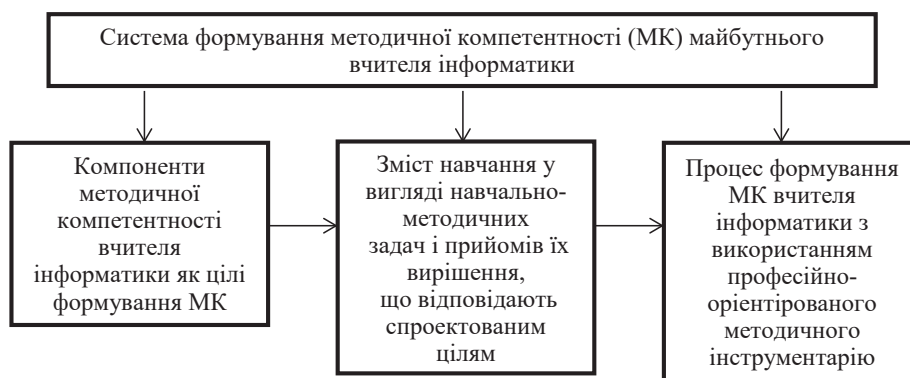 Система формування методичної компетентності (МК) майбутнього
вчителя інформатики
Компоненти
методичної
компетентності
вчителя
інформатики як цілі
формування МК
Зміст навчання у
вигляді навчально-
методичних
задач і прийомів їх
вирішення,
що відповідають
спроектованим
цілям
Процес формування
МК вчителя
інформатики з
використанням
професійно-
оріентірованого
методичного
інструментарію